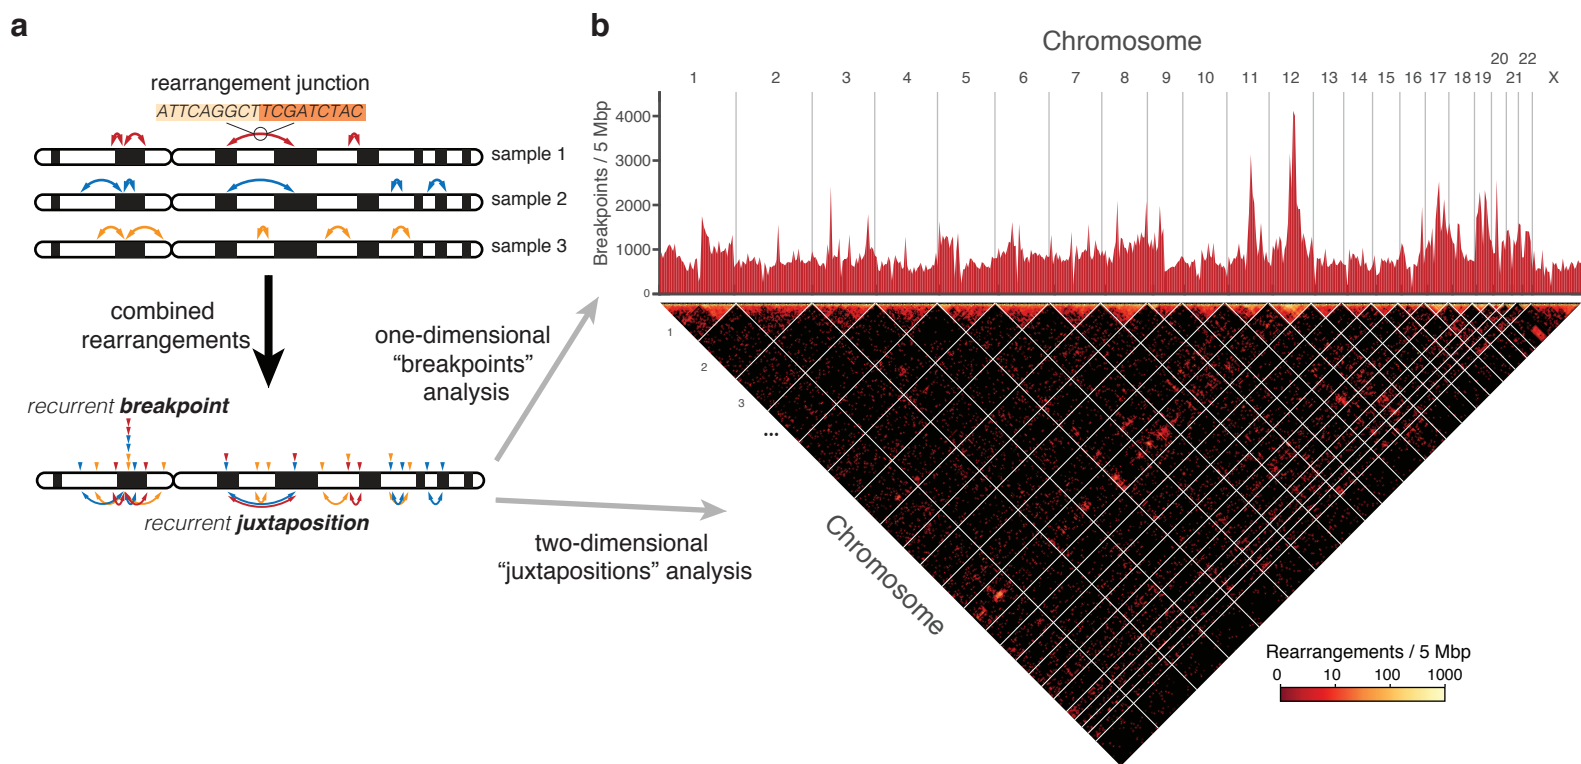 a
rearrangement junction
ATTCAGGCTTCGATCTAC
sample 1
sample 2
sample 3
combined
rearrangements
one-dimensional
“breakpoints”
analysis
recurrent breakpoint
recurrent juxtaposition
two-dimensional
“juxtapositions” analysis
b
Chromosome
20 22
1 2 3 4 5 6 7 8 9 10 11 12 13 14 15 16 17 18 19 21 X
Breakpoints / 5 Mbp
4000
3000
2000
1000
0
1
2
3
...
Chromosome
Rearrangements / 5 Mbp
0 10 100 1000